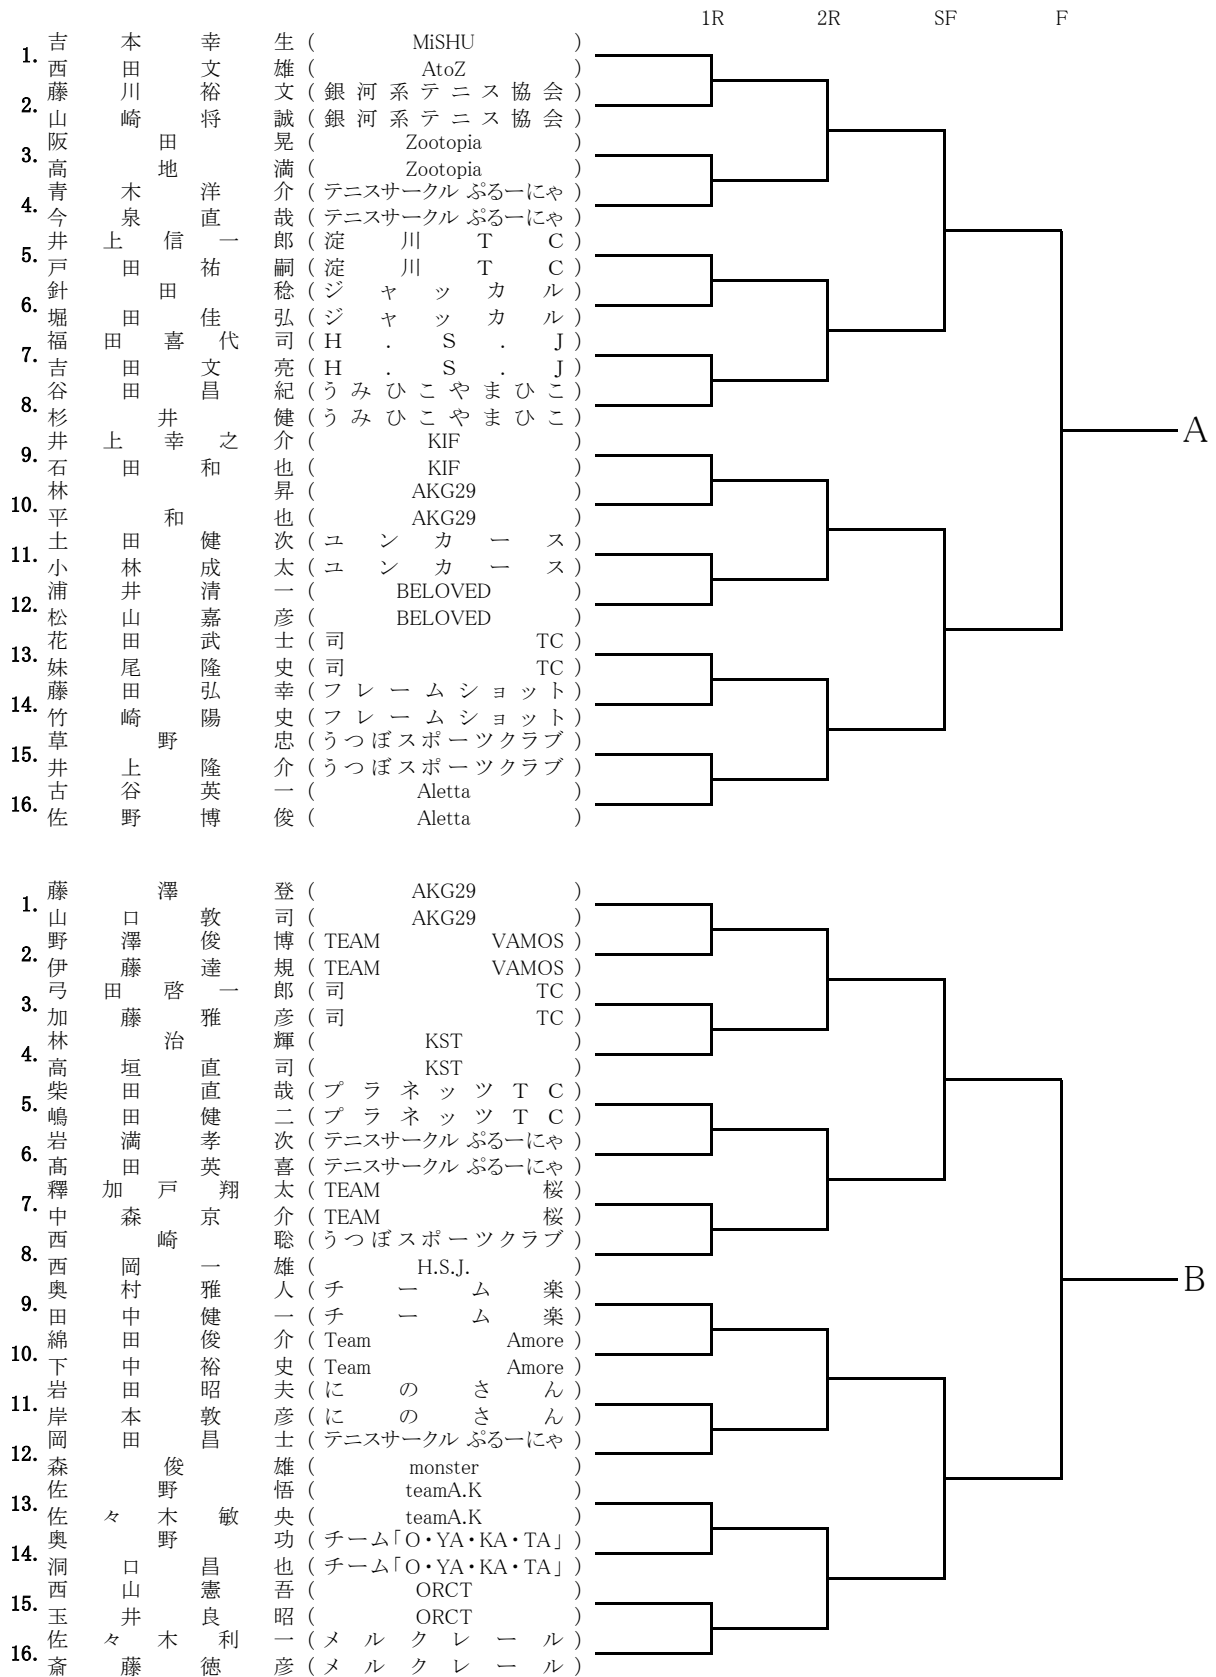 1R 2R SF F
1.
吉本幸生 ( MiSHU )
西田文雄 ( AtoZ )
2.
藤川裕文 ( 銀河系テニス協会 )
山崎将誠 ( 銀河系テニス協会 )
3.
阪田晃 ( Zootopia )
高地満 ( Zootopia )
4.
青木洋介 ( テニスサークル ぷるーにゃ )
今泉直哉 ( テニスサークル ぷるーにゃ )
5.
井上信一郎 ( 淀川TC )
戸田祐嗣 ( 淀川TC )
6.
針田稔 ( ジャッカル )
堀田佳弘 ( ジャッカル )
7.
福田喜代司 ( H.S.J )
吉田文亮 ( H.S.J )
8.
谷田昌紀 ( うみひこやまひこ )
杉井健 ( うみひこやまひこ )
9.
井上幸之介 ( KIF )
石田和也 ( KIF )
10.
林昇 ( AKG29 )
平和也 ( AKG29 )
11.
土田健次 ( ユンカース )
小林成太 ( ユンカース )
12.
浦井清一 ( BELOVED )
松山嘉彦 ( BELOVED )
13.
花田武士 ( 司 TC )
妹尾隆史 ( 司 TC )
14.
藤田弘幸 ( フレームショット )
竹崎陽史 ( フレームショット )
15.
草野忠 ( うつぼスポーツクラブ )
井上隆介 ( うつぼスポーツクラブ )
16.
古谷英一 ( Aletta )
佐野博俊 ( Aletta )
A
1.
藤澤登 ( AKG29 )
山口敦司 ( AKG29 )
2.
野澤俊博 ( TEAM VAMOS )
伊藤達規 ( TEAM VAMOS )
3.
弓田啓一郎 ( 司 TC )
加藤雅彦 ( 司 TC )
4.
林治輝 ( KST )
高垣直司 ( KST )
5.
柴田直哉 ( プラネッツTC )
嶋田健二 ( プラネッツTC )
6.
岩満孝次 ( テニスサークル ぷるーにゃ )
髙田英喜 ( テニスサークル ぷるーにゃ )
7.
釋加戸翔太 ( TEAM 桜 )
中森京介 ( TEAM 桜 )
8.
西崎聡 ( うつぼスポーツクラブ )
西岡一雄 ( H.S.J. )
9.
奥村雅人 ( チーム楽 )
田中健一 ( チーム楽 )
10.
綿田俊介 ( Team Amore )
下中裕史 ( Team Amore )
11.
岩田昭夫 ( にのさん )
岸本敦彦 ( にのさん )
12.
岡田昌士 ( テニスサークル ぷるーにゃ )
森俊雄 ( monster )
13.
佐野悟 ( teamA.K )
佐々木敏央 ( teamA.K )
14.
奥野功 ( チーム「O・YA・KA・TA」 )
洞口昌也 ( チーム「O・YA・KA・TA」 )
15.
西山憲吾 ( ORCT )
玉井良昭 ( ORCT )
16.
佐々木利一 ( メルクレール )
斎藤徳彦 ( メルクレール )
B